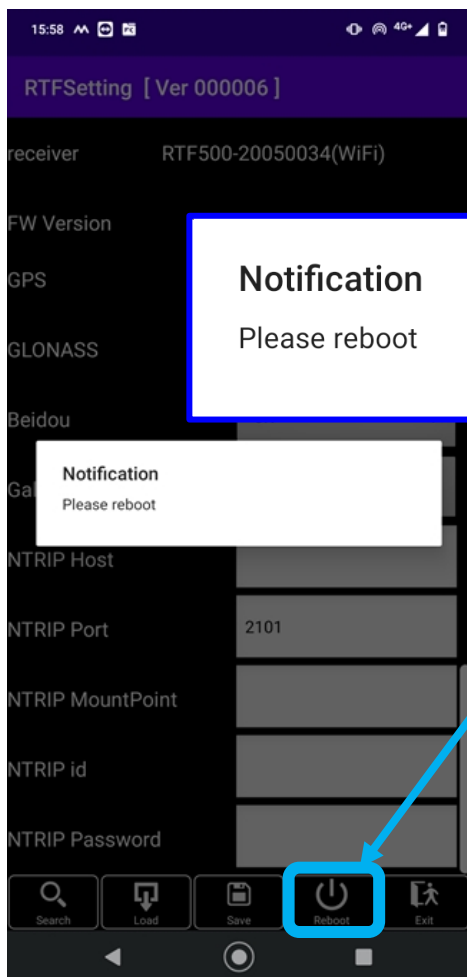 15:58
4G+
RTFSetting [ Ver 000006 ]
receiver RTF500-20050034(WiFi)
FW Version
GPS
Notification
Please reboot
GLONASS
Beidou
Notification
Please reboot
Gal
NTRIP Host
NTRIP Port 2101
NTRIP MountPoint
NTRIP id
NTRIP Password
Search Load Save Reboot Exit